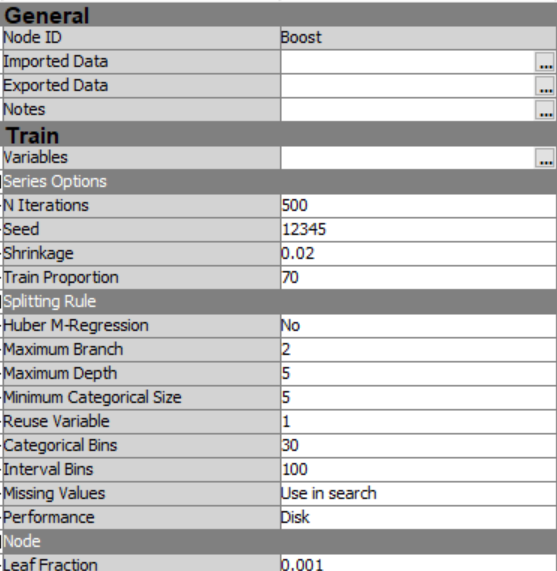 General
Node ID Boost
Imported Data ...
Exported Data ...
Notes ...
Train
Variables ...
Series Options
N Iterations 500
Seed 12345
Shrinkage 0.02
Train Proportion 70
Splitting Rule
Huber M-Regression No
Maximum Branch 2
Maximum Depth 5
Minimum Categorical Size 5
Reuse Variable 1
Categorical Bins 30
Interval Bins 100
Missing Values Use in search
Performance Disk
Node
Leaf Fraction 0.001